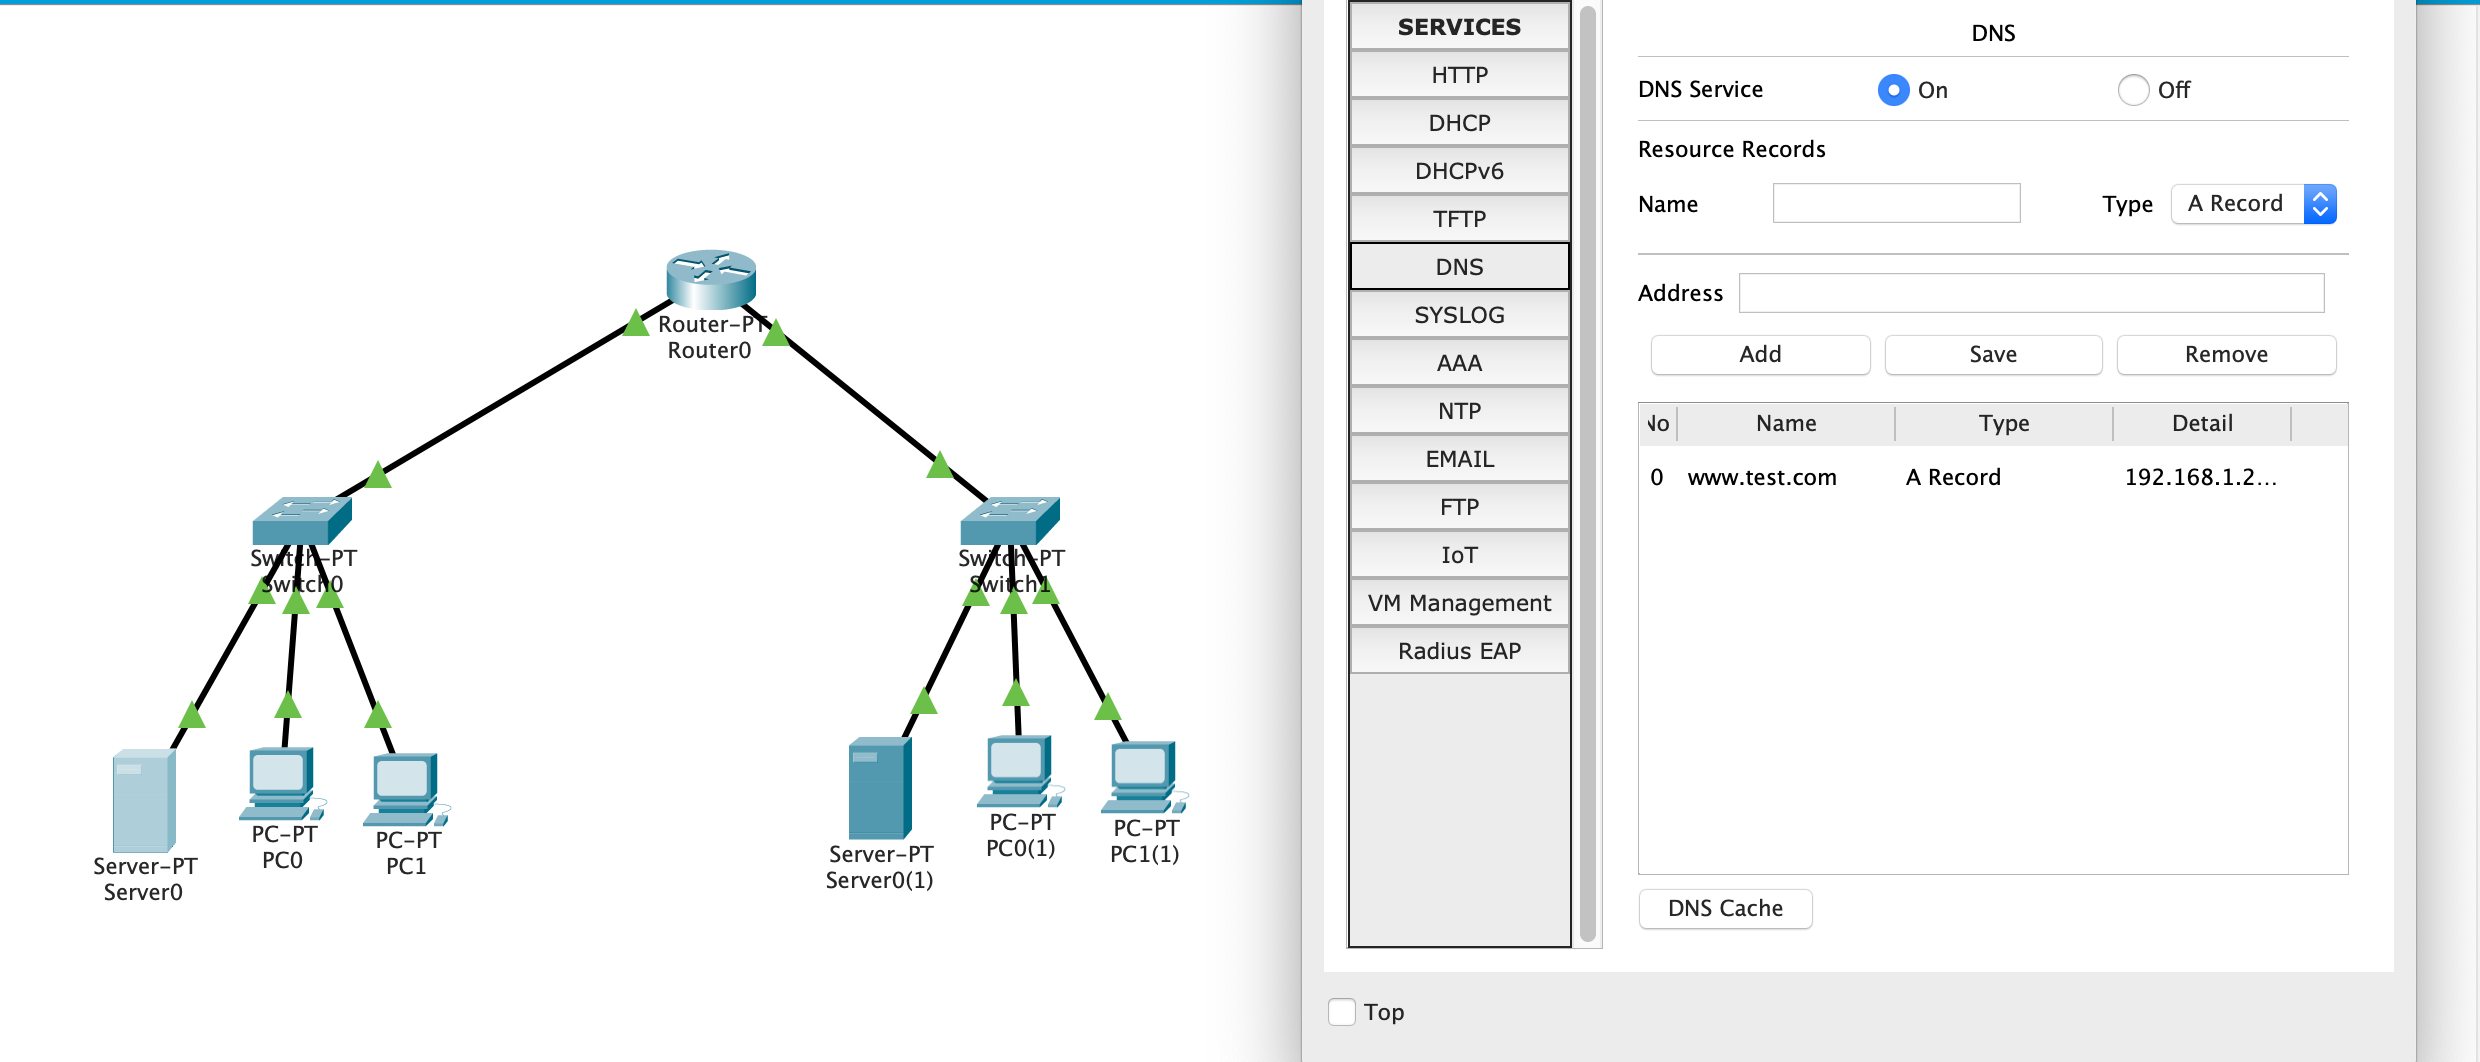 Router-PT
Router0
Switch-PT
Switch0
Switch-PT
Switch1
Server-PT
Server0
PC-PT
PC0
PC-PT
PC1
Server-PT
Server0(1)
PC-PT
PC0(1)
PC-PT
PC1(1)
SERVICES
HTTP
DHCP
DHCPv6
TFTP
DNS
SYSLOG
AAA
NTP
EMAIL
FTP
IoT
VM Management
Radius EAP
DNS
DNS Service On Off
Resource Records
Name Type A Record
Address
Add Save Remove
No Name Type Detail
0 www.test.com A Record 192.168.1.2...
DNS Cache
Top